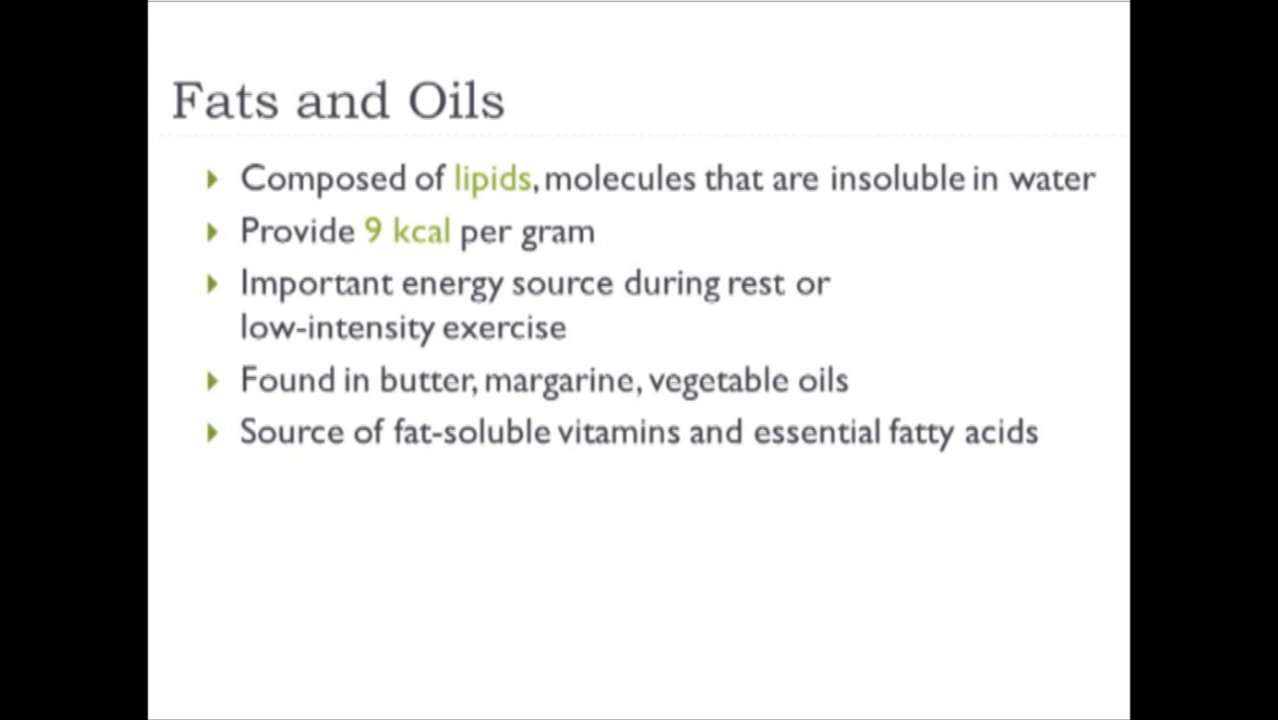 Fats and Oils
Composed of lipids, molecules that are insoluble in water
Provide 9 kcal per gram
Important energy source during rest or
low-intensity exercise
Found in butter, margarine, vegetable oils
Source of fat-soluble vitamins and essential fatty acids